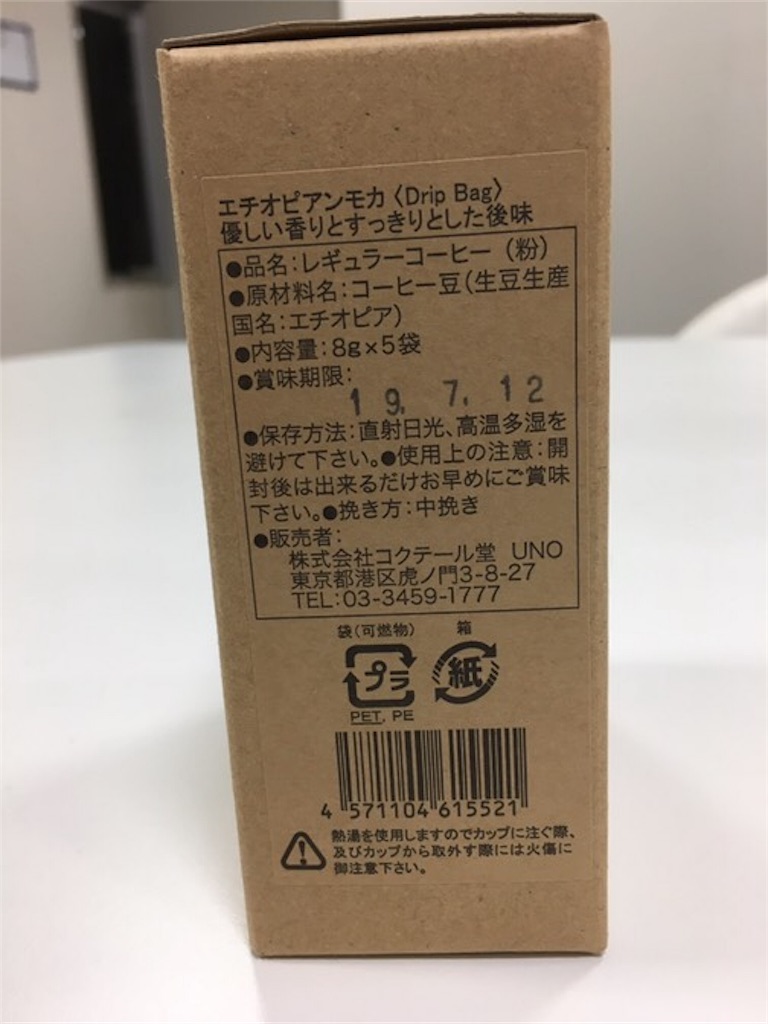 エチオピアンモカ〈Drip Bag〉
優しい香りとすっきりとした後味
●品名:レギュラーコーヒー（粉）
●原材料名:コーヒー豆(生豆生産
国名:エチオピア)
●内容量:8g×5袋
●賞味期限:
19. 7. 12
●保存方法:直射日光、高温多湿を
避けて下さい。●使用上の注意:開
封後は出来るだけお早めにご賞味
下さい。●挽き方:中挽き
●販売者:
株式会社コクテール堂 UNO
東京都港区虎ノ門3-8-27
TEL:03-3459-1777
袋(可燃物) 箱
プラ 紙
PET, PE
4 571104 615521
熱湯を使用しますのでカップに注ぐ際、
及びカップから取外す際には火傷に
御注意下さい。